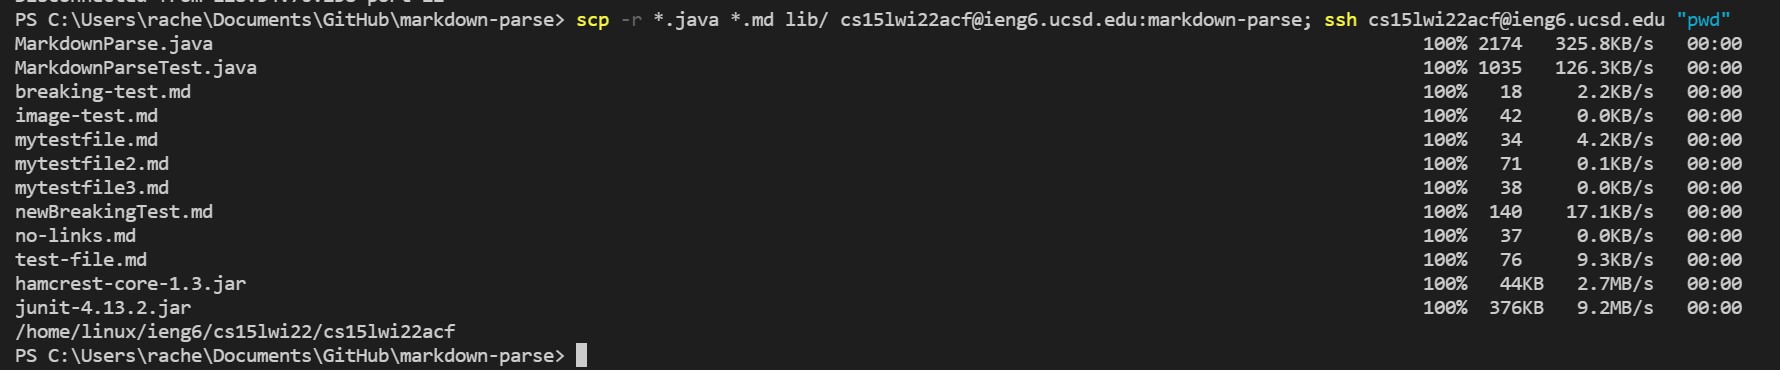 PS C:\Users\rache\Documents\GitHub\markdown-parse> scp -r *.java *.md lib/ cs15lwi22acf@ieng6.ucsd.edu:markdown-parse; ssh cs15lwi22acf@ieng6.ucsd.edu "pwd"
MarkdownParse.java 100% 2174 325.8KB/s 00:00
MarkdownParseTest.java 100% 1035 126.3KB/s 00:00
breaking-test.md 100% 18 2.2KB/s 00:00
image-test.md 100% 42 0.0KB/s 00:00
mytestfile.md 100% 34 4.2KB/s 00:00
mytestfile2.md 100% 71 0.1KB/s 00:00
mytestfile3.md 100% 38 0.0KB/s 00:00
newBreakingTest.md 100% 140 17.1KB/s 00:00
no-links.md 100% 37 0.0KB/s 00:00
test-file.md 100% 76 9.3KB/s 00:00
hamcrest-core-1.3.jar 100% 44KB 2.7MB/s 00:00
junit-4.13.2.jar 100% 376KB 9.2MB/s 00:00
/home/linux/ieng6/cs15lwi22/cs15lwi22acf
PS C:\Users\rache\Documents\GitHub\markdown-parse>